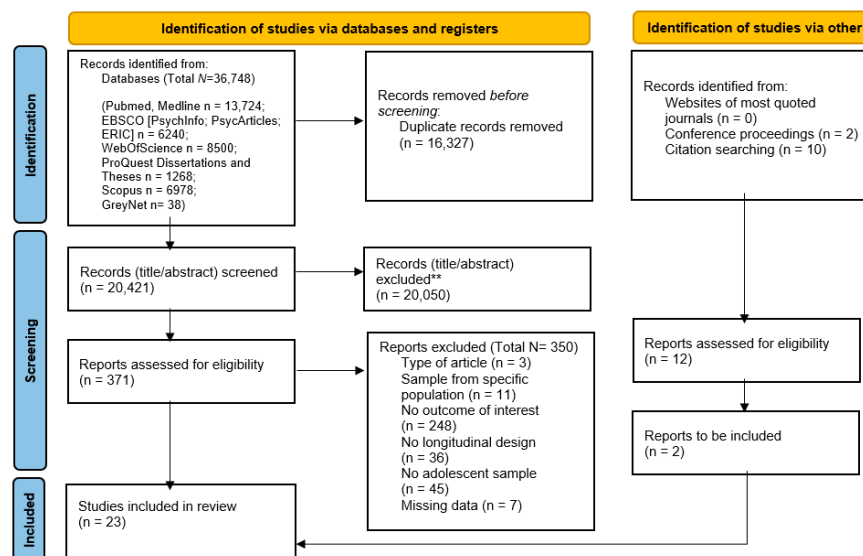 Identification of studies via databases and registers
Identification of studies via other
Identification
Records identified from:
Databases (Total N=36,748)
(Pubmed, Medline n = 13,724;
EBSCO [PsychInfo; PsycArticles;
ERIC] n = 6240;
WebOfScience n = 8500;
ProQuest Dissertations and
Theses n = 1268;
Scopus n = 6978;
GreyNet n= 38)
Records removed before
screening:
Duplicate records removed
(n = 16,327)
Records identified from:
Websites of most quoted
journals (n = 0)
Conference proceedings (n = 2)
Citation searching (n = 10)
Screening
Records (title/abstract) screened
(n = 20,421)
Records (title/abstract)
excluded**
(n = 20,050)
Reports assessed for eligibility
(n = 371)
Reports excluded (Total N= 350)
Type of article (n = 3)
Sample from specific
population (n = 11)
No outcome of interest
(n = 248)
No longitudinal design
(n = 36)
No adolescent sample
(n = 45)
Missing data (n = 7)
Reports assessed for eligibility
(n = 12)
Reports to be included
(n = 2)
Included
Studies included in review
(n = 23)